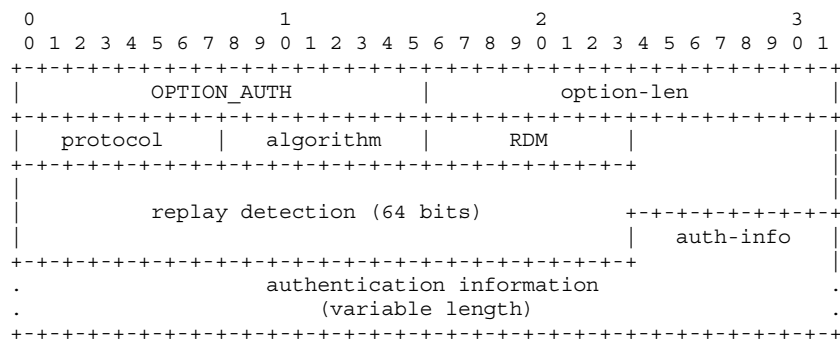 0                   1                   2                   3
0 1 2 3 4 5 6 7 8 9 0 1 2 3 4 5 6 7 8 9 0 1 2 3 4 5 6 7 8 9 0 1
+-+-+-+-+-+-+-+-+-+-+-+-+-+-+-+-+-+-+-+-+-+-+-+-+-+-+-+-+-+-+-+-+
|          OPTION_AUTH          |          option-len           |
+-+-+-+-+-+-+-+-+-+-+-+-+-+-+-+-+-+-+-+-+-+-+-+-+-+-+-+-+-+-+-+-+
|   protocol    |   algorithm   |      RDM      |               |
+-+-+-+-+-+-+-+-+-+-+-+-+-+-+-+-+-+-+-+-+-+-+-+-+               |
|                                                               |
|          replay detection (64 bits)           +-+-+-+-+-+-+-+-+
|                                               |   auth-info   |
+-+-+-+-+-+-+-+-+-+-+-+-+-+-+-+-+-+-+-+-+-+-+-+-+               |
.                   authentication information                  .
.                       (variable length)                       .
+-+-+-+-+-+-+-+-+-+-+-+-+-+-+-+-+-+-+-+-+-+-+-+-+-+-+-+-+-+-+-+-+